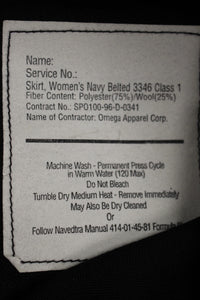 Name:
Service No.:
Skirt, Women's Navy Belted 3346 Class 1
Fiber Content: Polyester(75%)/Wool(25%)
Contract No.: SPO100-96-D-0341
Name of Contractor: Omega Apparel Corp.
Machine Wash - Permanent Press Cycle
in Warm Water (120 Max)
Do Not Bleach
Tumble Dry Medium Heat - Remove Immediately
May Also Be Dry Cleaned
Or
Follow Navedtra Manual 414-01-45-81